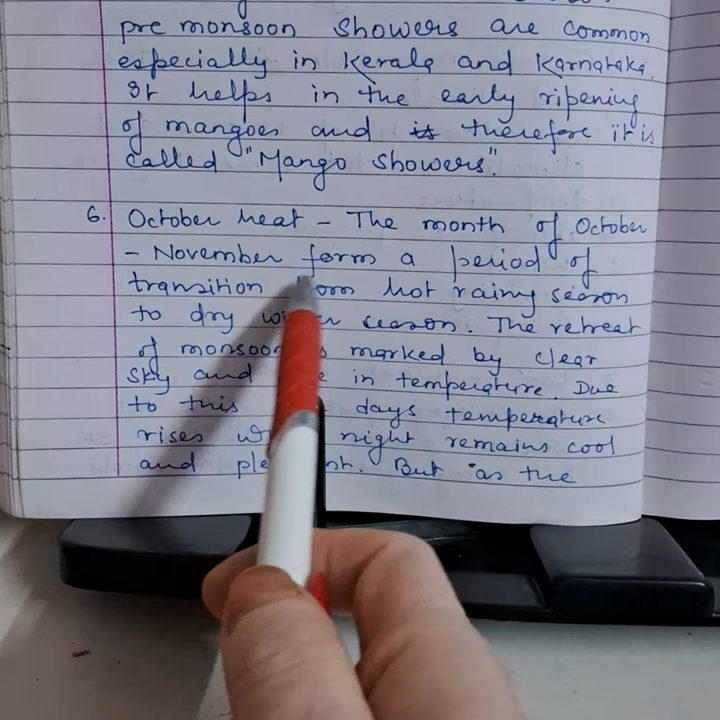 pre monsoon showers are common
especially in Kerala and Karnataka.
It helps in the early ripening
of mangoes and is therefore it is
called "Mango Showers".
6. October heat - The month of October
- November form a period of
transition hot rainy season
to dry season. The retreat
of monsoon marked by clear
sky and in temperature. Due
to this days temperature
rises night remains cool
and But as the